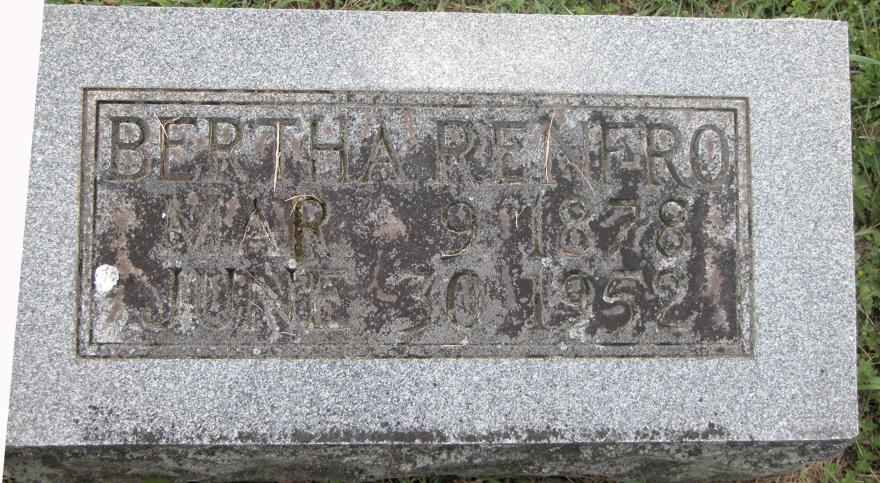 BERTHA RENFRO
MAR 9 1878
JUNE 30 1952